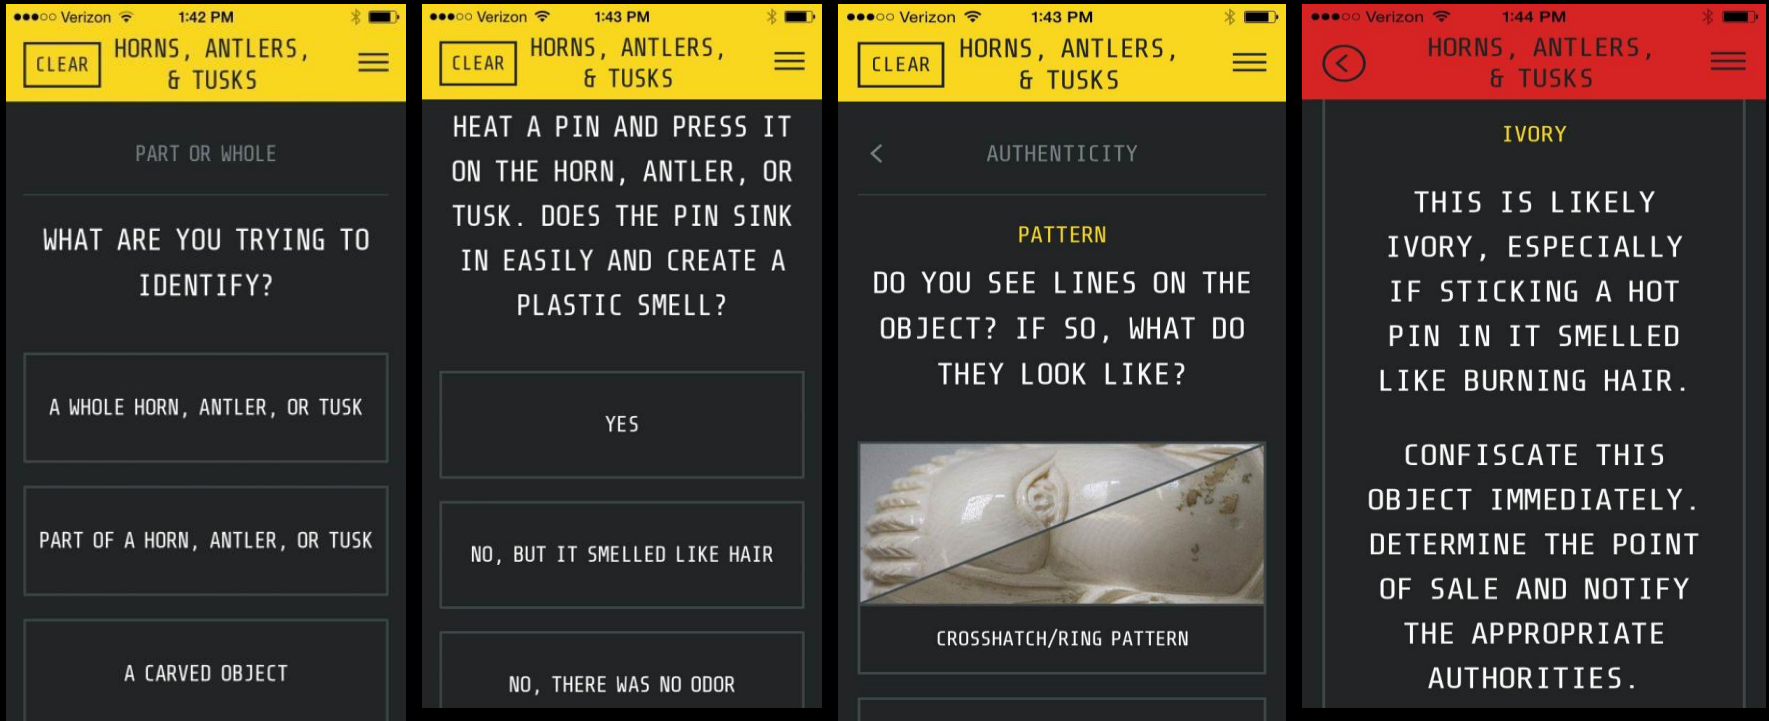 Verizon 1:42 PM
CLEAR
HORNS, ANTLERS,
& TUSKS
PART OR WHOLE
WHAT ARE YOU TRYING TO
IDENTIFY?
A WHOLE HORN, ANTLER, OR TUSK
PART OF A HORN, ANTLER, OR TUSK
A CARVED OBJECT
Verizon 1:43 PM
CLEAR
HORNS, ANTLERS,
& TUSKS
HEAT A PIN AND PRESS IT
ON THE HORN, ANTLER, OR
TUSK. DOES THE PIN SINK
IN EASILY AND CREATE A
PLASTIC SMELL?
YES
NO, BUT IT SMELLED LIKE HAIR
NO, THERE WAS NO ODOR
Verizon 1:43 PM
CLEAR
HORNS, ANTLERS,
& TUSKS
AUTHENTICITY
PATTERN
DO YOU SEE LINES ON THE
OBJECT? IF SO, WHAT DO
THEY LOOK LIKE?
CROSSHATCH/RING PATTERN
Verizon 1:44 PM
HORNS, ANTLERS,
& TUSKS
IVORY
THIS IS LIKELY
IVORY, ESPECIALLY
IF STICKING A HOT
PIN IN IT SMELLED
LIKE BURNING HAIR.
CONFISCATE THIS
OBJECT IMMEDIATELY.
DETERMINE THE POINT
OF SALE AND NOTIFY
THE APPROPRIATE
AUTHORITIES.